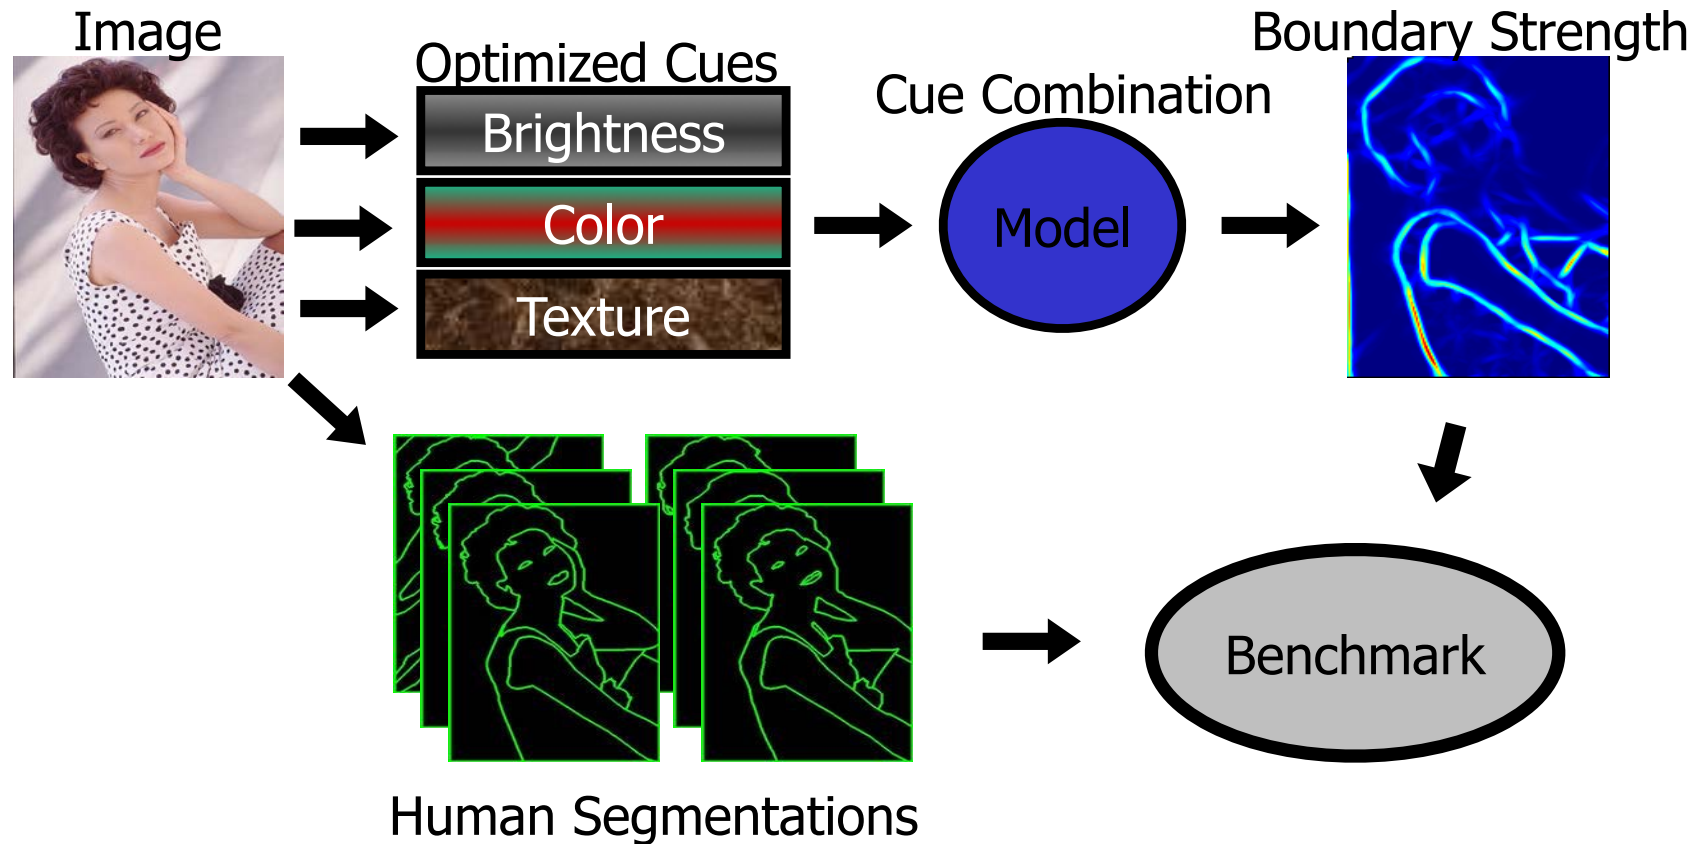 Image
Optimized Cues
Brightness
Color
Texture
Cue Combination
Model
Boundary Strength
Human Segmentations
Benchmark